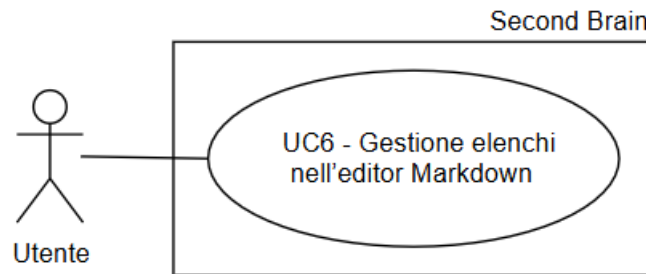 Second Brain
UC6 - Gestione elenchi
nell'editor Markdown
Utente